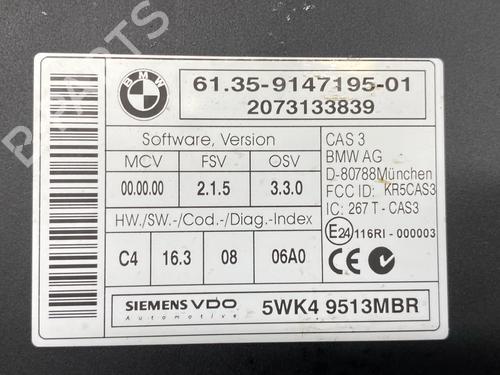 BMW
61.35-9147195-01
2073133839
Software, Version
MCV FSV OSV
00.00.00 2.1.5 3.3.0
HW./SW.-/Cod.-/Diag.-Index
C4 16.3 08 06A0
CAS 3
BMW AG
D-80788München
FCC ID: KR5CAS3
IC: 267 T - CAS3
E24 116RI - 000003
SIEMENS VDO
Automotive
5WK4 9513MBR
PARTS